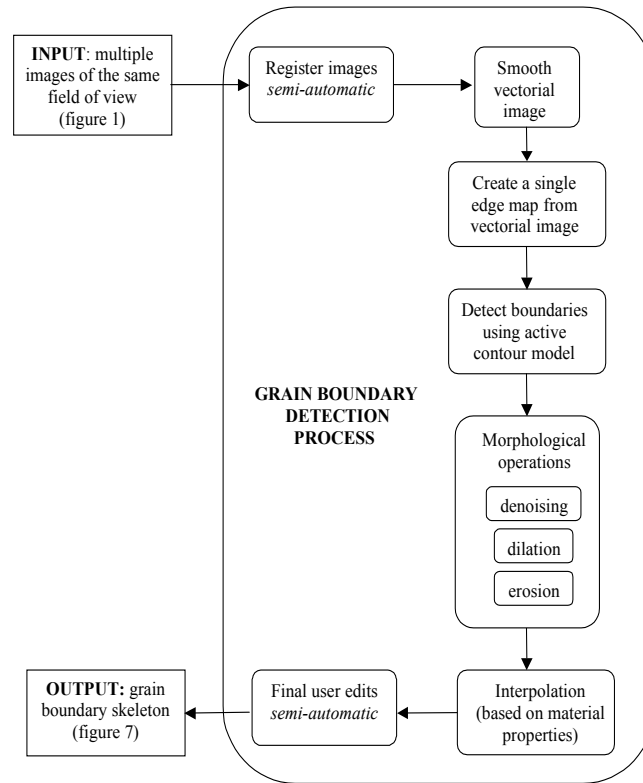 INPUT: multiple
images of the same
field of view
(figure 1)
Register images
semi-automatic
Smooth
vectorial
image
Create a single
edge map from
vectorial image
Detect boundaries
using active
contour model
GRAIN BOUNDARY
DETECTION
PROCESS
Morphological
operations
denoising
dilation
erosion
Interpolation
(based on material
properties)
Final user edits
semi-automatic
OUTPUT: grain
boundary skeleton
(figure 7)